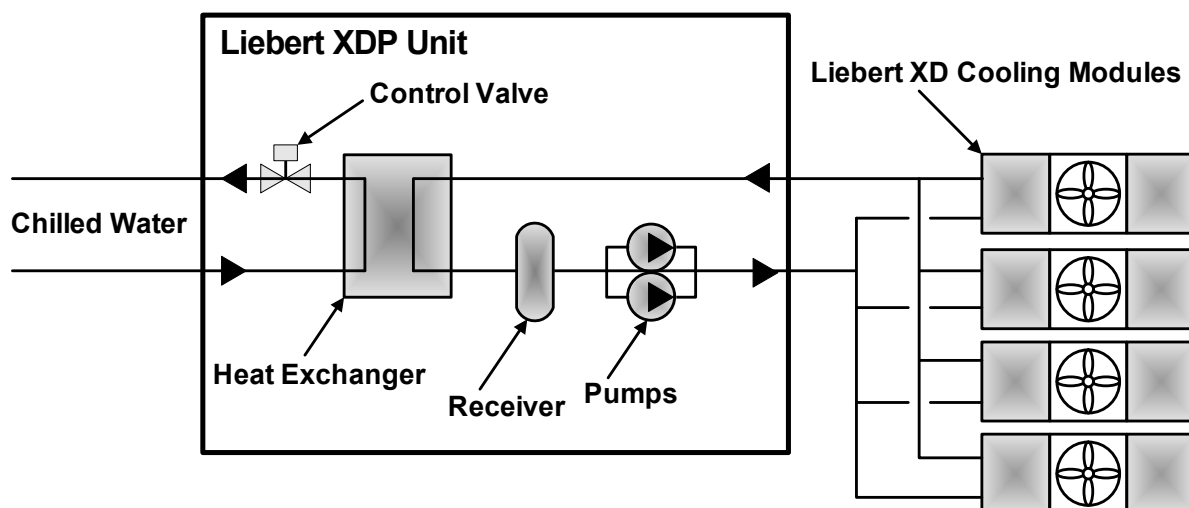 Liebert XDP Unit
Control Valve
Liebert XD Cooling Modules
Chilled Water
Heat Exchanger
Receiver
Pumps